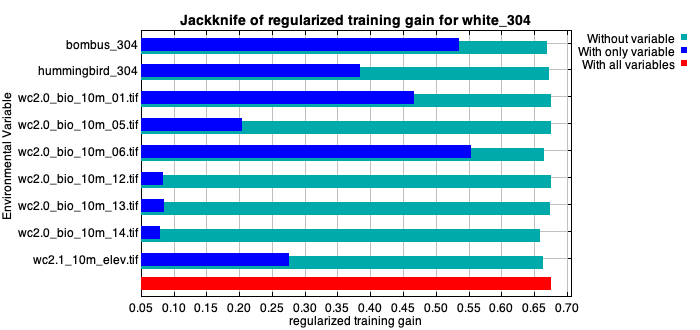 Jackknife of regularized training gain for white_304
Without variable
With only variable
With all variables
Environmental Variable
bombus_304
hummingbird_304
wc2.0_bio_10m_01.tif
wc2.0_bio_10m_05.tif
wc2.0_bio_10m_06.tif
wc2.0_bio_10m_12.tif
wc2.0_bio_10m_13.tif
wc2.0_bio_10m_14.tif
wc2.1_10m_elev.tif
0.05 0.10 0.15 0.20 0.25 0.30 0.35 0.40 0.45 0.50 0.55 0.60 0.65 0.70
regularized training gain